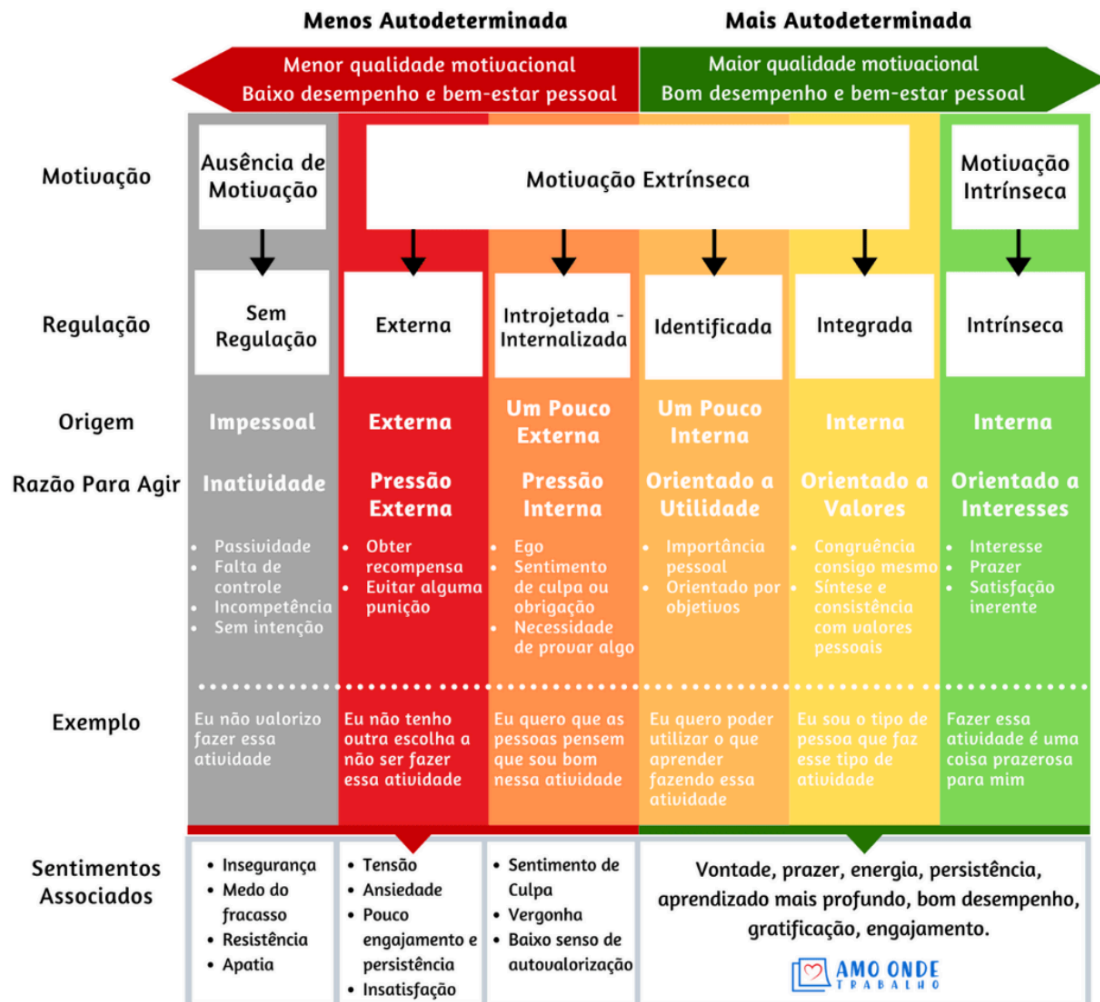 Menos Autodeterminada
Mais Autodeterminada
Menor qualidade motivacional
Baixo desempenho e bem-estar pessoal
Maior qualidade motivacional
Bom desempenho e bem-estar pessoal
Motivação
Ausência de
Motivação
Motivação Extrínseca
Motivação
Intrínseca
Regulação
Sem
Regulação
Externa
Introjetada -
Internalizada
Identificada
Integrada
Intrínseca
Origem
Impessoal
Externa
Um Pouco
Externa
Um Pouco
Interna
Interna
Interna
Razão Para Agir
Inatividade
Pressão
Externa
Pressão
Interna
Orientado a
Utilidade
Orientado a
Valores
Orientado a
Interesses
• Passividade
• Falta de
controle
• Incompetência
• Sem intenção
• Obter
recompensa
• Evitar alguma
punição
• Ego
• Sentimento
de culpa ou
obrigação
• Necessidade
de provar algo
• Importância
pessoal
• Orientado por
objetivos
• Congruência
consigo mesmo
• Síntese e
consistência
com valores
pessoais
• Interesse
• Prazer
• Satisfação
inerente
Exemplo
Eu não valorizo
fazer essa
atividade
Eu não tenho
outra escolha a
não ser fazer
essa atividade
Eu quero que as
pessoas pensem
que sou bom
nessa atividade
Eu quero poder
utilizar o que
aprender
fazendo essa
atividade
Eu sou o tipo de
pessoa que faz
esse tipo de
atividade
Fazer essa
atividade é uma
coisa prazerosa
para mim
Sentimentos
Associados
• Insegurança
• Medo do
fracasso
• Resistência
• Apatia
• Tensão
• Ansiedade
• Pouco
engajamento e
persistência
• Insatisfação
• Sentimento de
Culpa
• Vergonha
• Baixo senso de
autovalorização
Vontade, prazer, energia, persistência,
aprendizado mais profundo, bom desempenho,
gratificação, engajamento.
AMO ONDE
TRABALHO